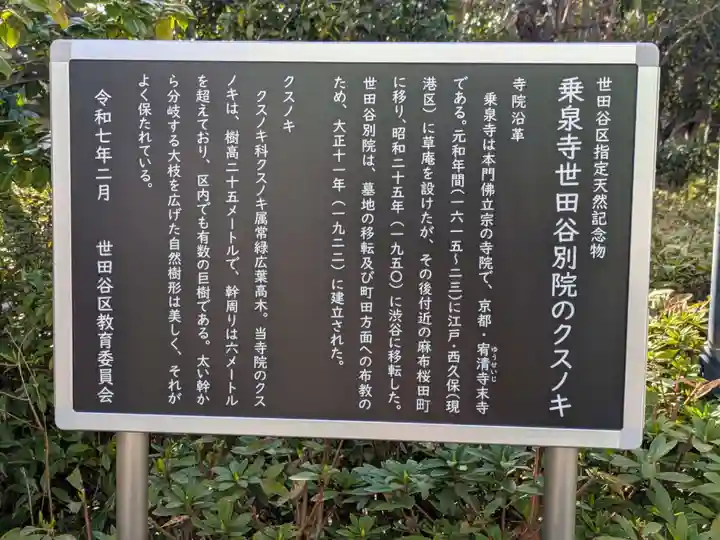 世田谷区指定天然記念物
乗泉寺世田谷別院のクスノキ
寺院沿革
乗泉寺は本門佛立宗の寺院で、京都・宥清寺末寺
ゆうせいじ
である。元和年間(一六一五~二三)に江戸・西久保(現
港区)に草庵を設けたが、その後付近の麻布桜田町
に移り、昭和二十五年(一九五〇)に渋谷に移転した。
世田谷別院は、墓地の移転及び町田方面への布教の
ため、大正十一年(一九二二)に建立された。
クスノキ
クスノキ科クスノキ属常緑広葉高木。当寺院のクス
ノキは、樹高二十五メートルで、幹周りは六メートル
を超えており、区内でも有数の巨樹である。太い幹か
ら分岐する大枝を広げた自然樹形は美しく、それが
よく保たれている。
令和七年二月 世田谷区教育委員会